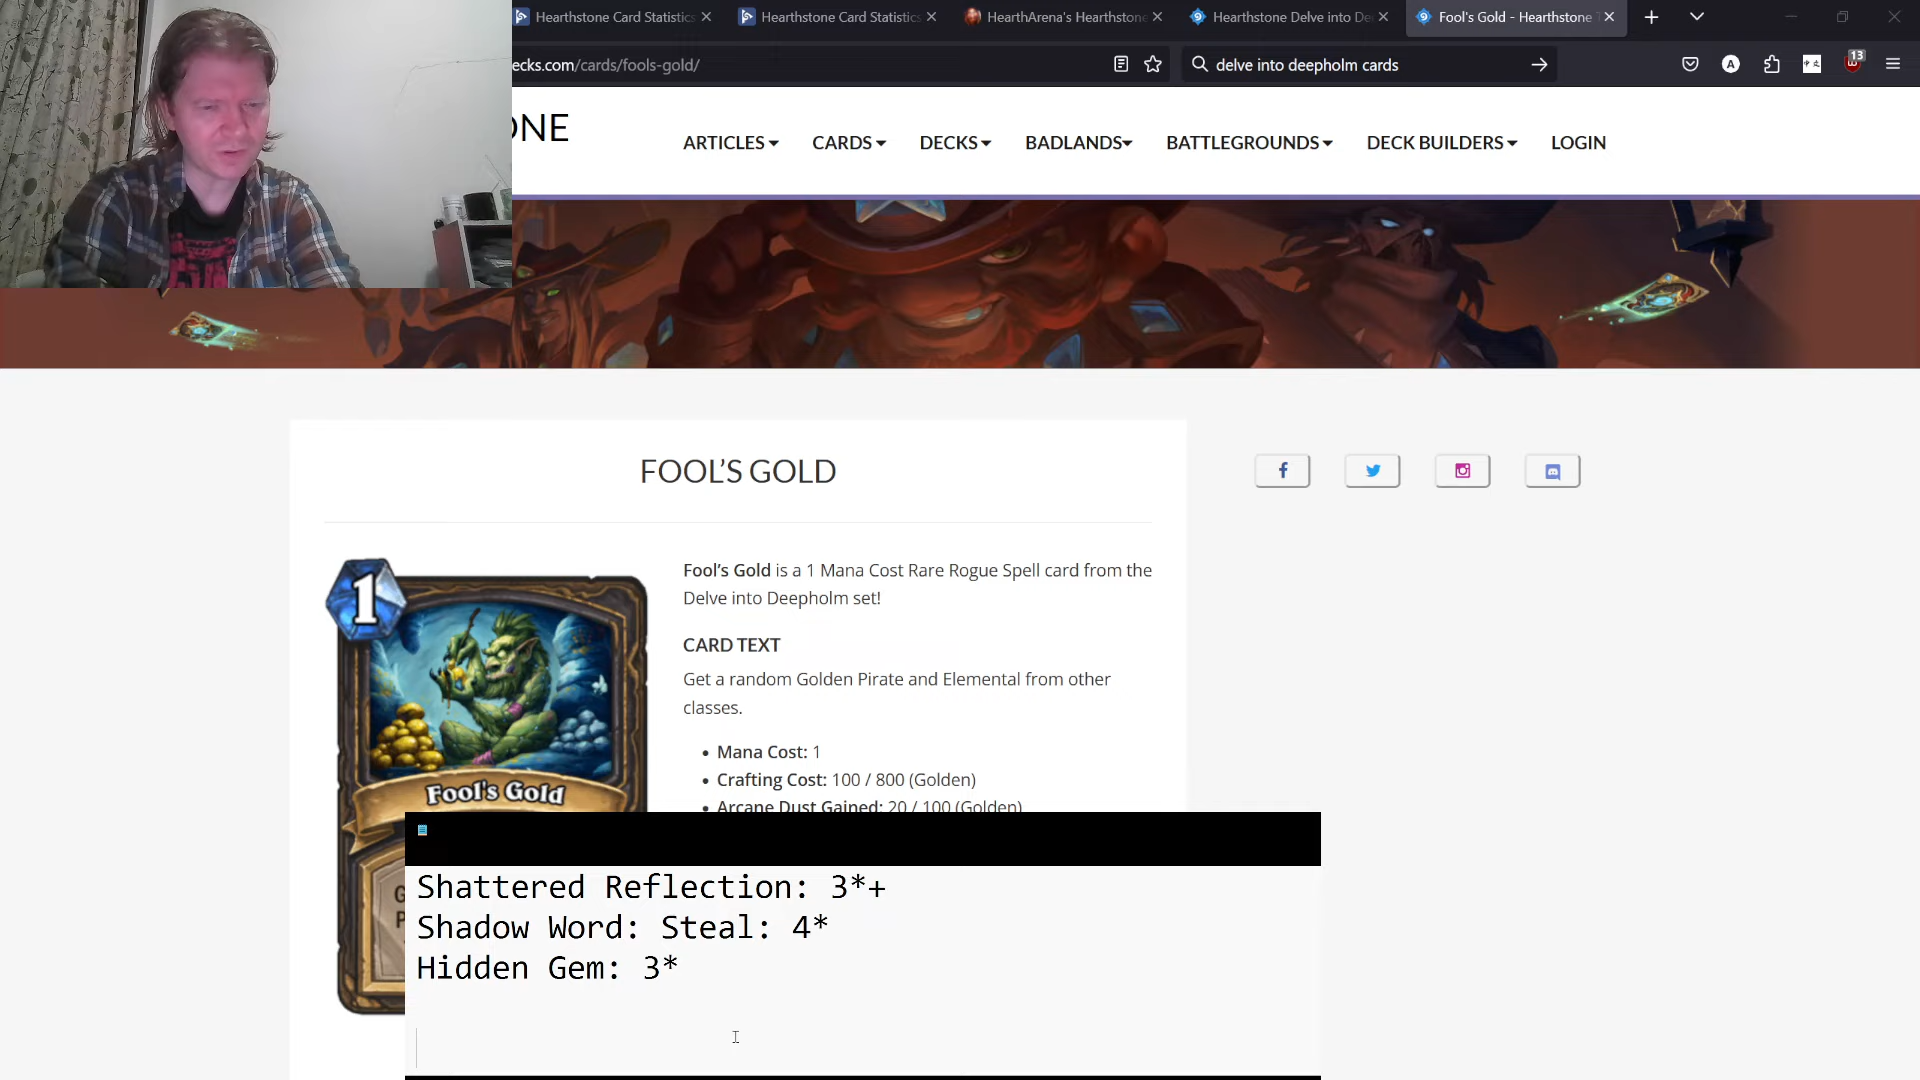 Hearthstone Card Statistics
Hearthstone Card Statistics
HearthArena's Hearthstone
Hearthstone Delve into De
Fool's Gold - Hearthstone
ecks.com/cards/fools-gold/
delve into deepholm cards
13
ONE
ARTICLES
CARDS
DECKS
BADLANDS
BATTLEGROUNDS
DECK BUILDERS
LOGIN
FOOL'S GOLD
1
Fool's Gold
Fool's Gold is a 1 Mana Cost Rare Rogue Spell card from the
Delve into Deepholm set!
CARD TEXT
Get a random Golden Pirate and Elemental from other
classes.
• Mana Cost: 1
• Crafting Cost: 100 / 800 (Golden)
• Arcane Dust Gained: 20 / 100 (Golden)
Shattered Reflection: 3*+
Shadow Word: Steal: 4*
Hidden Gem: 3*